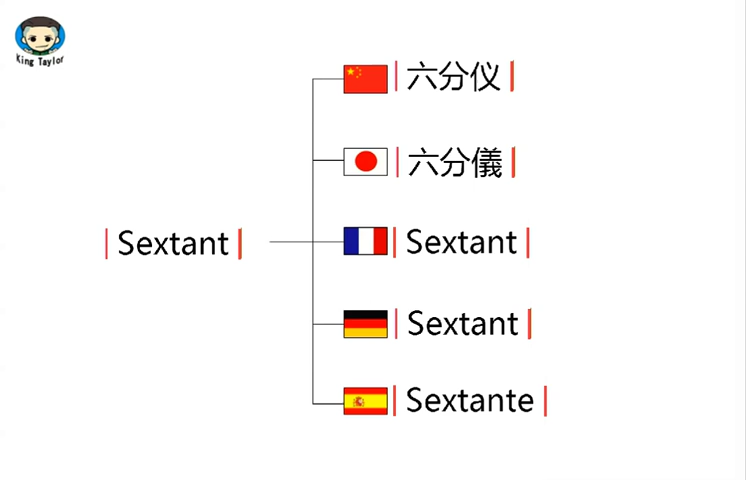 King Taylor
六分仪
六分儀
Sextant
Sextant
Sextant
Sextante